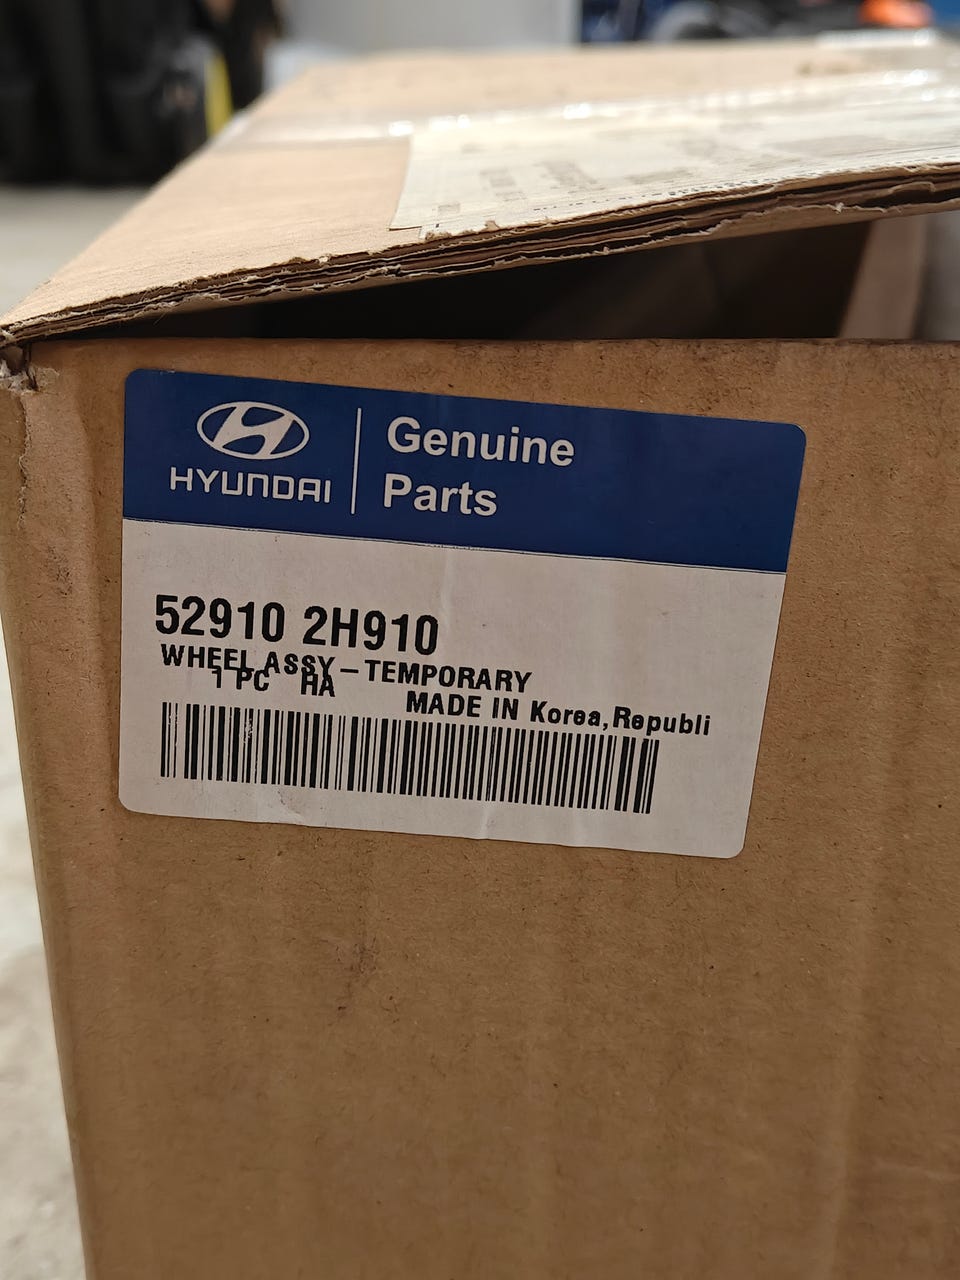 HYUNDAI
Genuine
Parts
52910 2H910
WHEEL ASSY-TEMPORARY
1 PC HA
MADE IN Korea,Republi